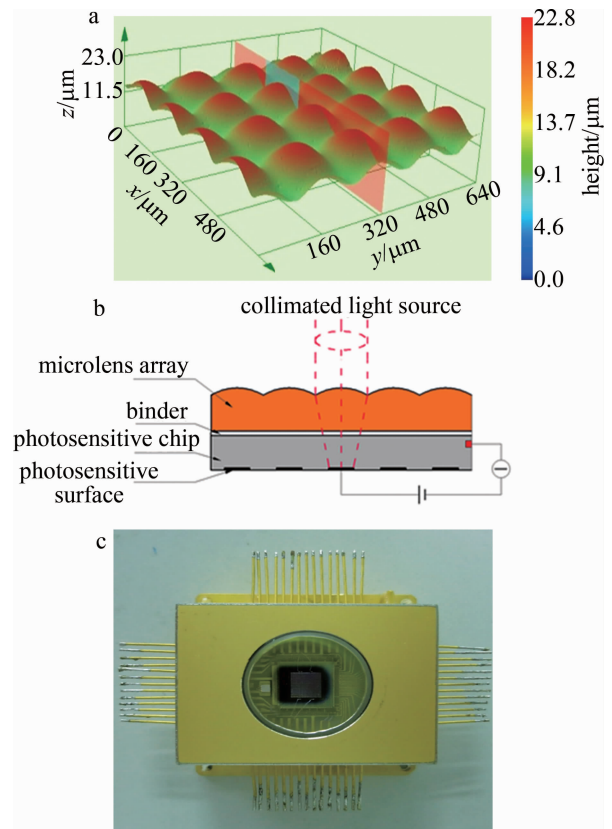 a
22.8
18.2
13.7
9.1
4.6
0.0
height/μm
23.0
11.5
z/μm
0
160
320
480
x/μm
160
320
480
640
y/μm
b
collimated light source
microlens array
binder
photosensitive chip
photosensitive
surface
c